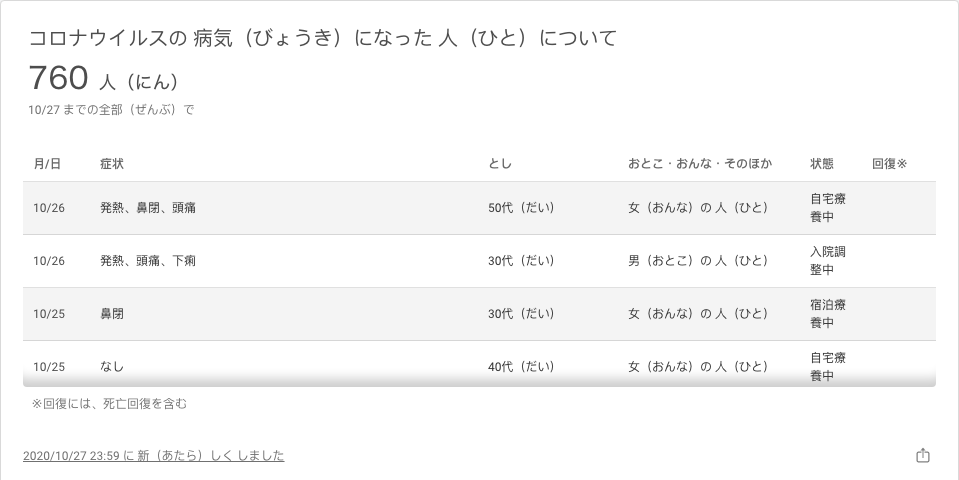 コロナウイルスの 病気（びょうき）になった 人（ひと）について
760 人（にん）
10/27 までの全部（ぜんぶ）で
月/日 症状 とし おとこ・おんな・そのほか 状態 回復※
10/26 発熱、鼻閉、頭痛 50代（だい） 女（おんな）の 人（ひと） 自宅療
養中
10/26 発熱、頭痛、下痢 30代（だい） 男（おとこ）の 人（ひと） 入院調
整中
10/25 鼻閉 30代（だい） 女（おんな）の 人（ひと） 宿泊療
養中
10/25 なし 40代（だい） 女（おんな）の 人（ひと） 自宅療
養中
※回復には、死亡回復を含む
2020/10/27 23:59 に 新（あたら）しく しました